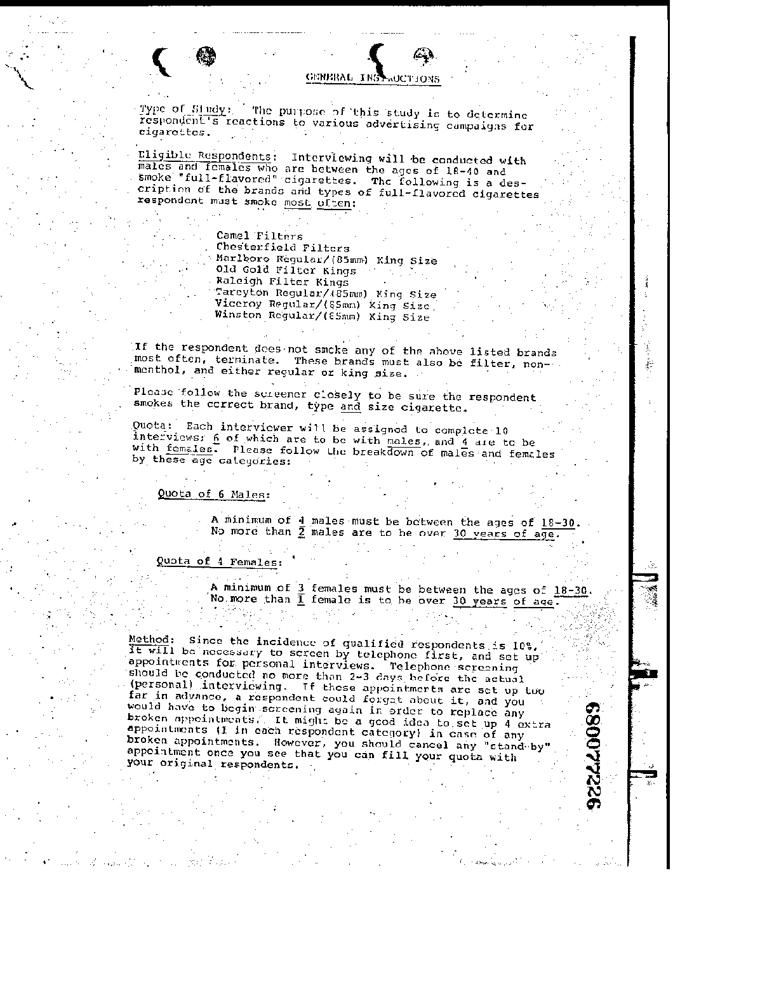 GENERAL INSTRUCTIONS
Type of Study: The purpose of this study is to determine
respondent's reactions to various advertising campaigns for
cigarettes.
Eligible Respondents: Interviewing will be conducted with
males and females who are between the ages of 18-40 and
smoke "full-flavored" cigarettes. The following is a des-
cription of the brands and types of full-flavored cigarettes
respondent must smoke most often:
Camel Filters
Chesterfield Filters
Marlboro Regular/(85mm) King Size
Old Gold Filter Kings
Raleigh Filter Kings
Tareyton Regular/(85mm) King Size
Viceroy Regular/(85mm) King Size
Winston Regular/(85mm) King Size
If the respondent does not smoke any of the above listed brands
most often, terminate. These brands must also be filter, non-
menthol, and either regular or king size.
Please follow the screener closely to be sure the respondent
smokes the correct brand, type and size cigarette.
Quota: Each interviewer will be assigned to complete 10
interviews; 6 of which are to be with males, and 4 are to be
with females. Please follow the breakdown of males and females
by these age categories:
Quota of 6 Males:
A minimum of 4 males must be between the ages of 18-30.
No more than 2 males are to be over 30 years of age.
Quota of 4 Females:
A minimum of 3 females must be between the ages of 18-30.
No more than 1 female is to be over 30 years of age.
Method: Since the incidence of qualified respondents is 10%,
It will be necessary to screen by telephone first, and set up
appointments for personal interviews. Telephone screening
should be conducted no more than 2-3 days before the actual
(personal) interviewing. If these appointments are set up too
far in advance, a respondent could forget about it, and you
would have to begin screening again in order to replace any
broken appointments. It might be a good idea to set up 4 extra
appointments (1 in each respondent category) in case of any
broken appointments. However, you should cancel any "stand-by"
appointment once you see that you can fill your quota with
your original respondents.
680077226